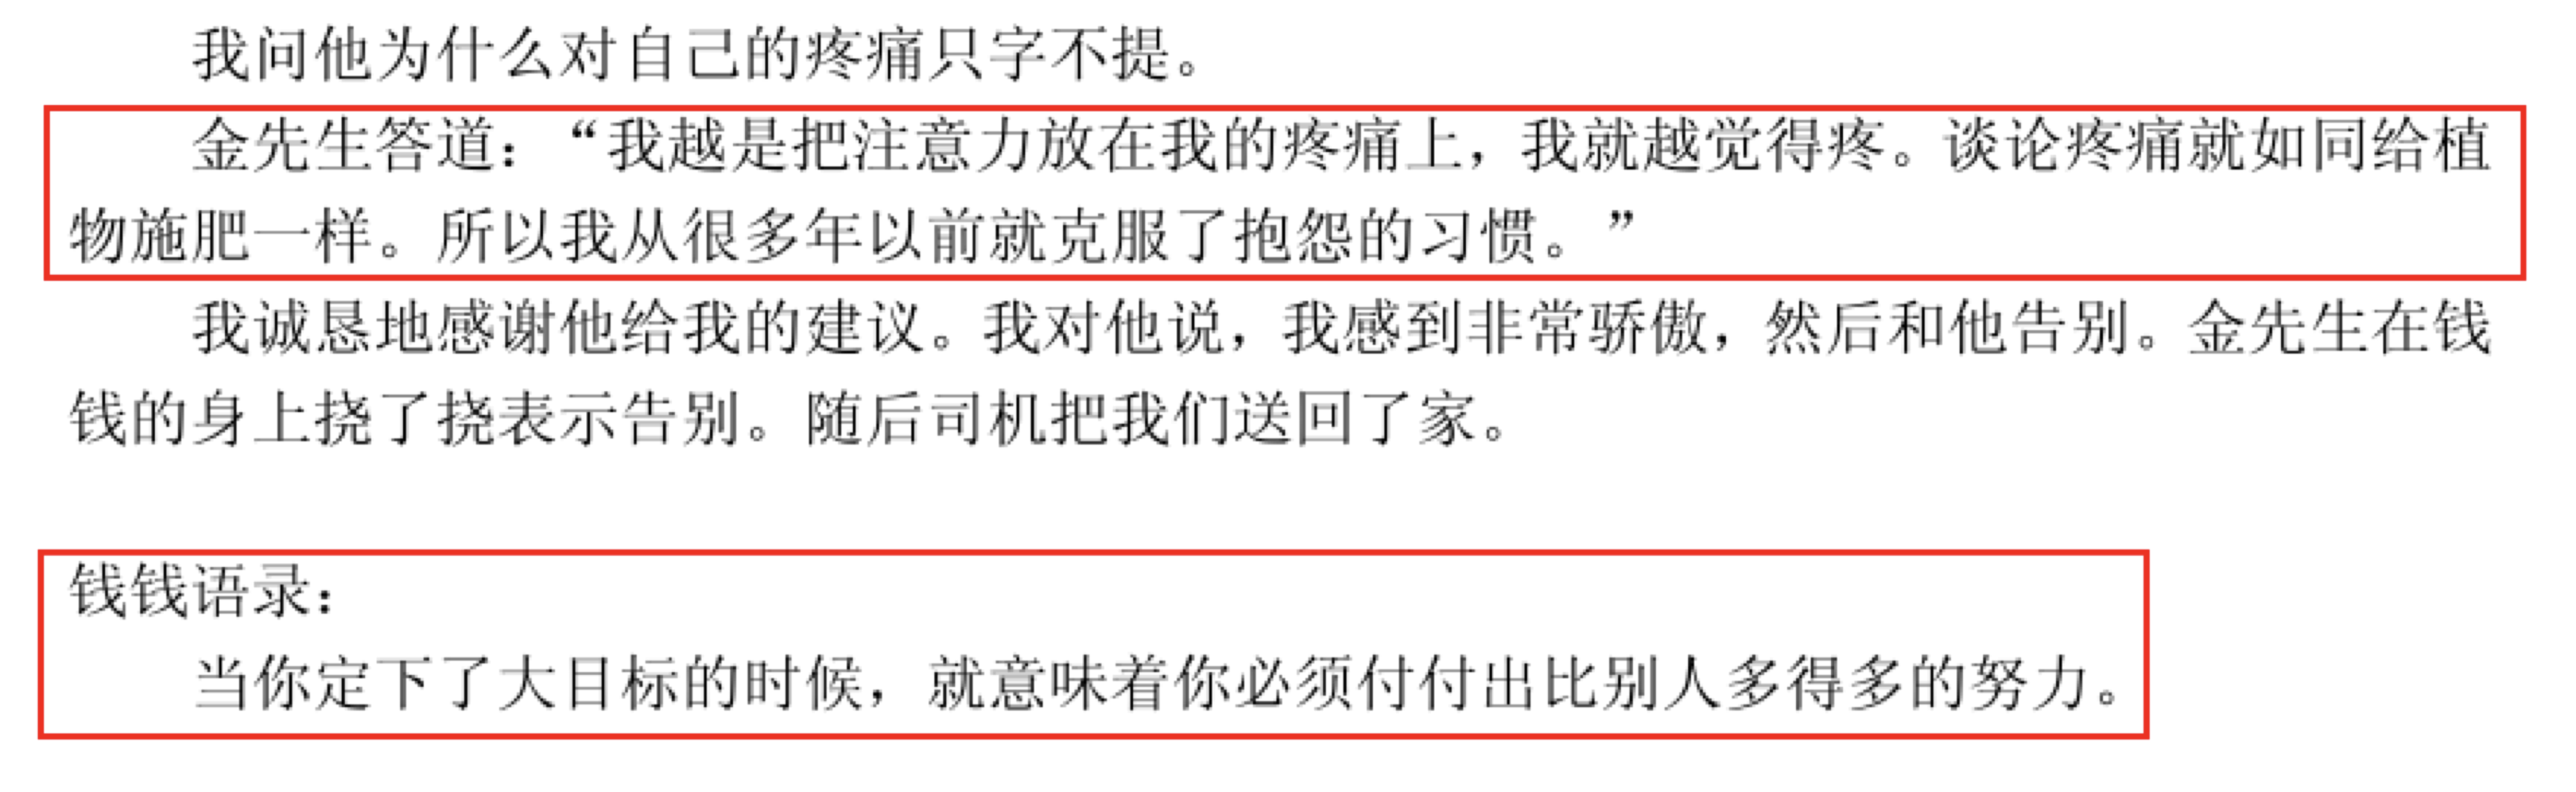 我问他为什么对自己的疼痛只字不提。
金先生答道：“我越是把注意力放在我的疼痛上，我就越觉得疼。谈论疼痛就如同给植
物施肥一样。所以我从很多年以前就克服了抱怨的习惯。”
我诚恳地感谢他给我的建议。我对他说，我感到非常骄傲，然后和他告别。金先生在钱
钱的身上挠了挠表示告别。随后司机把我们送回了家。
钱钱语录：
当你定下了大目标的时候，就意味着你必须付付出比别人多得多的努力。